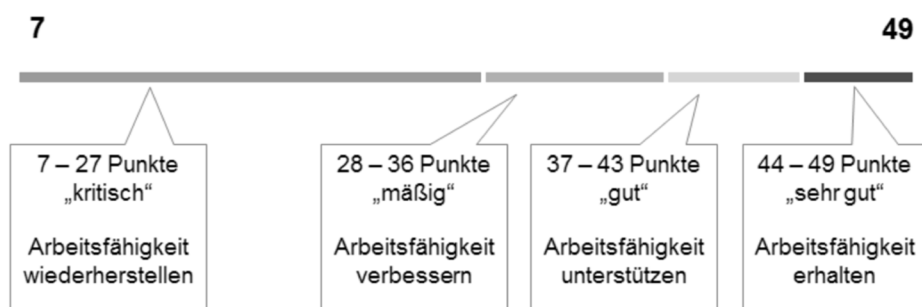 7
49
7 – 27 Punkte
„kritisch“
Arbeitsfähigkeit
wiederherstellen
28 – 36 Punkte
„mäßig“
Arbeitsfähigkeit
verbessern
37 – 43 Punkte
„gut“
Arbeitsfähigkeit
unterstützen
44 – 49 Punkte
„sehr gut“
Arbeitsfähigkeit
erhalten